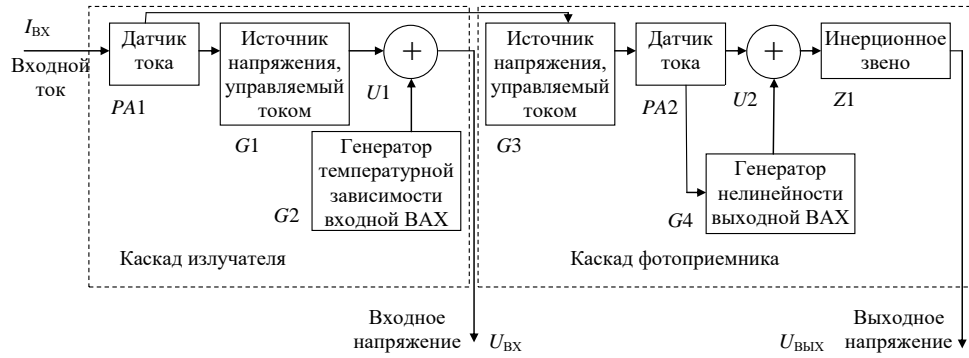 I_ВХ
Входной
ток
Датчик
тока
PA1
Источник
напряжения,
управляемый
током
G1
U1
Генератор
температурной
зависимости
входной ВАХ
G2
Каскад излучателя
Входное
напряжение
U_ВХ
Источник
напряжения,
управляемый
током
G3
Датчик
тока
PA2
U2
Инерционное
звено
Z1
Генератор
нелинейности
выходной ВАХ
G4
Каскад фотоприемника
Выходное
напряжение
U_ВЫХ